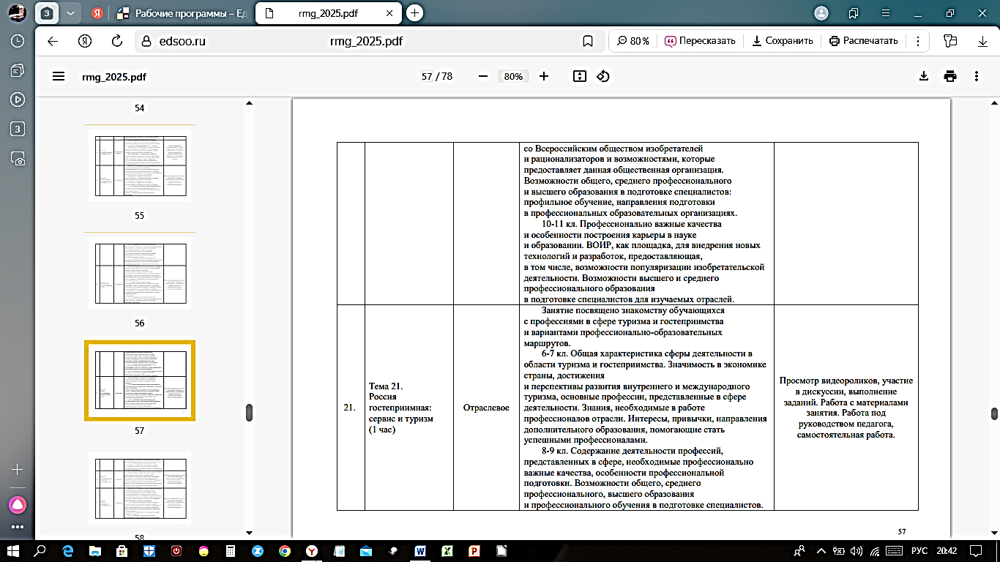 3
Рабочие программы – Ед
rmg_2025.pdf
edsoo.ru
rmg_2025.pdf
80%
Пересказать
Сохранить
Распечатать
rmg_2025.pdf
57 / 78
80%
3
54
55
56
57
58
со Всероссийским обществом изобретателей
и рационализаторов и возможностями, которые
предоставляет данная общественная организация.
Возможности общего, среднего профессионального
и высшего образования в подготовке специалистов:
профильное обучение, направления подготовки
в профессиональных образовательных организациях.
10-11 кл. Профессионально важные качества
и особенности построения карьеры в науке
и образовании. ВОИР, как площадка, для внедрения новых
технологий и разработок, предоставляющая,
в том числе, возможности популяризации изобретательской
деятельности. Возможности высшего и среднего
профессионального образования
в подготовке специалистов для изучаемых отраслей.
21.
Тема 21.
Россия
гостеприимная:
сервис и туризм
(1 час)
Отраслевое
Занятие посвящено знакомству обучающихся
с профессиями в сфере туризма и гостеприимства
и вариантами профессионально-образовательных
маршрутов.
6-7 кл. Общая характеристика сферы деятельности в
области туризма и гостеприимства. Значимость в экономике
страны, достижения
и перспективы развития внутреннего и международного
туризма, основные профессии, представленные в сфере
деятельности. Знания, необходимые в работе
профессионалов отрасли. Интересы, привычки, направления
дополнительного образования, помогающие стать
успешными профессионалами.
8-9 кл. Содержание деятельности профессий,
представленных в сфере, необходимые профессионально
важные качества, особенности профессиональной
подготовки. Возможности общего, среднего
профессионального, высшего образования
и профессионального обучения в подготовке специалистов.
Просмотр видеороликов, участие
в дискуссии, выполнение
заданий. Работа с материалами
занятия. Работа под
руководством педагога,
самостоятельная работа.
57
РУС
20:42